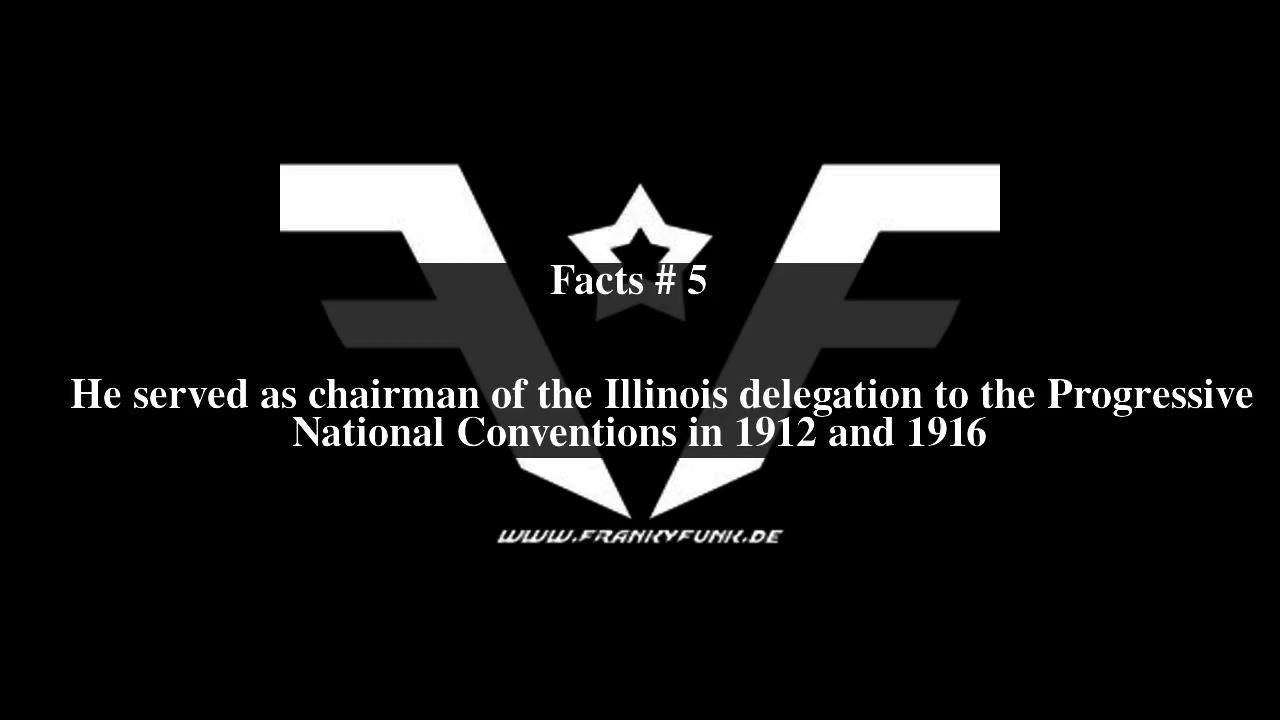 Facts # 5
He served as chairman of the Illinois delegation to the Progressive
National Conventions in 1912 and 1916
WWW.FRANKYFUNK.DE